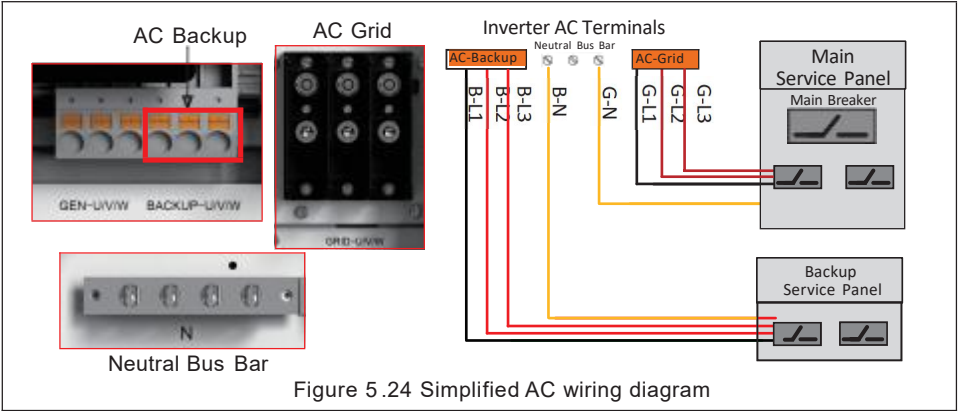 AC Backup
AC Grid
GEN-U/V/W BACKUP-U/V/W
GRID-U/V/W
N
Neutral Bus Bar
Inverter AC Terminals
Neutral Bus Bar
AC-Backup
AC-Grid
B-L1
B-L2
B-L3
B-N
G-N
G-L1
G-L2
G-L3
Main
Service Panel
Main Breaker
Backup
Service Panel
Figure 5.24 Simplified AC wiring diagram